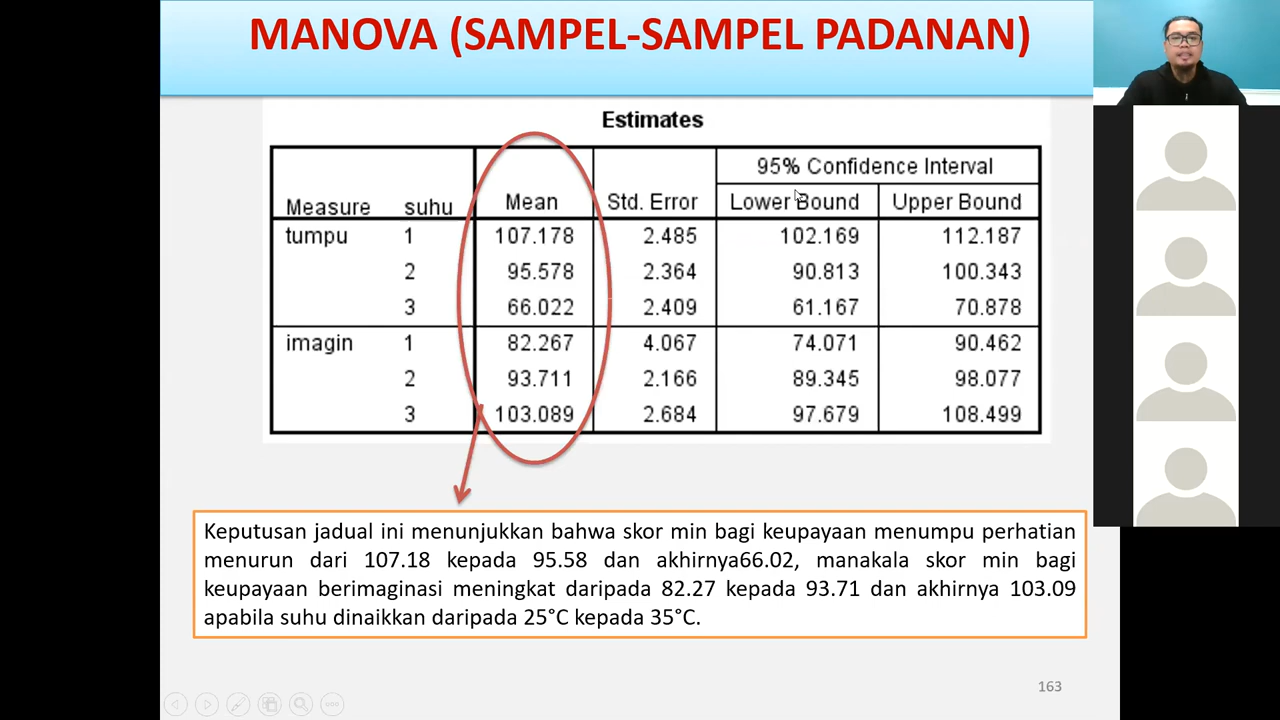 MANOVA (SAMPEL-SAMPEL PADANAN)
Estimates
95% Confidence Interval
Measure suhu Mean Std. Error Lower Bound Upper Bound
tumpu 1 107.178 2.485 102.169 112.187
2 95.578 2.364 90.813 100.343
3 66.022 2.409 61.167 70.878
imagin 1 82.267 4.067 74.071 90.462
2 93.711 2.166 89.345 98.077
3 103.089 2.684 97.679 108.499
Keputusan jadual ini menunjukkan bahwa skor min bagi keupayaan menumpu perhatian
menurun dari 107.18 kepada 95.58 dan akhirnya66.02, manakala skor min bagi
keupayaan berimaginasi meningkat daripada 82.27 kepada 93.71 dan akhirnya 103.09
apabila suhu dinaikkan daripada 25°C kepada 35°C.
163